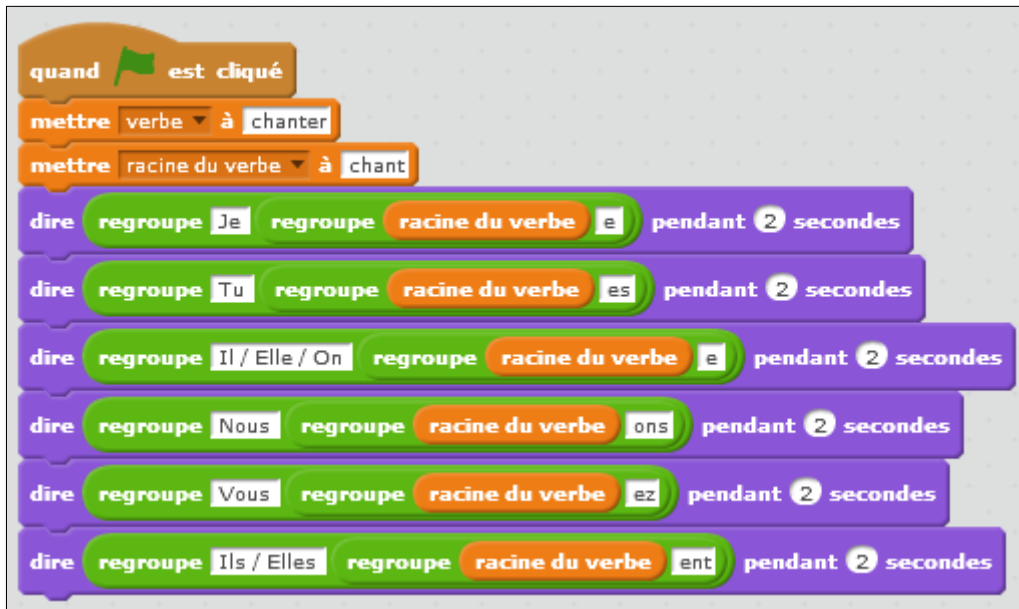 quand est cliqué
mettre verbe à chanter
mettre racine du verbe à chant
dire regroupe Je regroupe racine du verbe e pendant 2 secondes
dire regroupe Tu regroupe racine du verbe es pendant 2 secondes
dire regroupe Il / Elle / On regroupe racine du verbe e pendant 2 secondes
dire regroupe Nous regroupe racine du verbe ons pendant 2 secondes
dire regroupe Vous regroupe racine du verbe ez pendant 2 secondes
dire regroupe Ils / Elles regroupe racine du verbe ent pendant 2 secondes